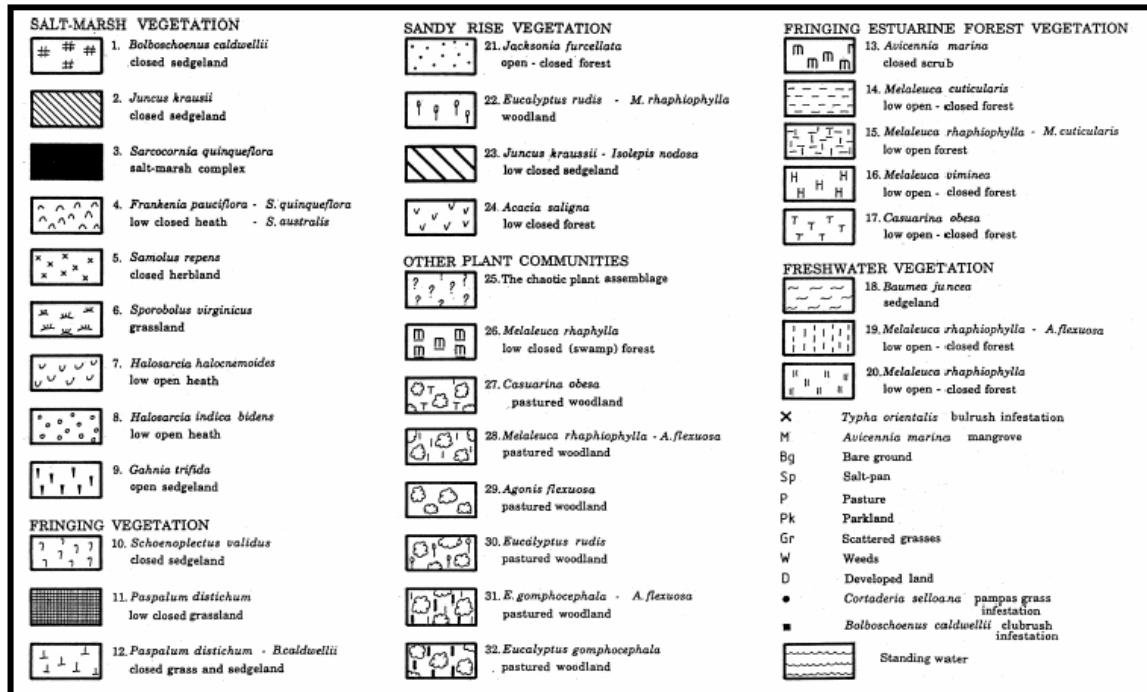 SALT-MARSH VEGETATION
1. Bolboschoenus caldwellii
closed sedgeland
2. Juncus krausii
closed sedgeland
3. Sarcocornia quinqueflora
salt-marsh complex
4. Frankenia pauciflora - S. quinqueflora
low closed heath - S. australis
5. Samolus repens
closed herbland
6. Sporobolus virginicus
grassland
7. Halosarcia halocnemoides
low open heath
8. Halosarcia indica bidens
low open heath
9. Gahnia trifida
open sedgeland
FRINGING VEGETATION
10. Schoenoplectus validus
closed sedgeland
11. Paspalum distichum
low closed grassland
12. Paspalum distichum - B.caldwellii
closed grass and sedgeland
SANDY RISE VEGETATION
21. Jacksonia furcellata
open - closed forest
22. Eucalyptus rudis - M. rhaphiophylla
woodland
23. Juncus kraussii - Isolepis nodosa
low closed sedgeland
24. Acacia saligna
low closed forest
OTHER PLANT COMMUNITIES
25. The chaotic plant assemblage
26. Melaleuca rhaphylla
low closed (swamp) forest
27. Casuarina obesa
pastured woodland
28. Melaleuca rhaphiophylla - A. flexuosa
pastured woodland
29. Agonis flexuosa
pastured woodland
30. Eucalyptus rudis
pastured woodland
31. E. gomphocephala - A. flexuosa
pastured woodland
32. Eucalyptus gomphocephala
pastured woodland
FRINGING ESTUARINE FOREST VEGETATION
13. Avicennia marina
closed scrub
14. Melaleuca cuticularis
low open - closed forest
15. Melaleuca rhaphiophylla - M. cuticularis
low open forest
16. Melaleuca viminea
low open - closed forest
17. Casuarina obesa
low open - closed forest
FRESHWATER VEGETATION
18. Baumea juncea
sedgeland
19. Melaleuca rhaphiophylla - A. flexuosa
low open - closed forest
20. Melaleuca rhaphiophylla
low open - closed forest
X Typha orientalis bulrush infestation
M Avicennia marina mangrove
Bg Bare ground
Sp Salt-pan
P Pasture
Pk Parkland
Gr Scattered grasses
W Weeds
D Developed land
● Cortaderia selloana pampas grass
infestation
■ Bolboschoenus caldwellii clubrush
infestation
Standing water